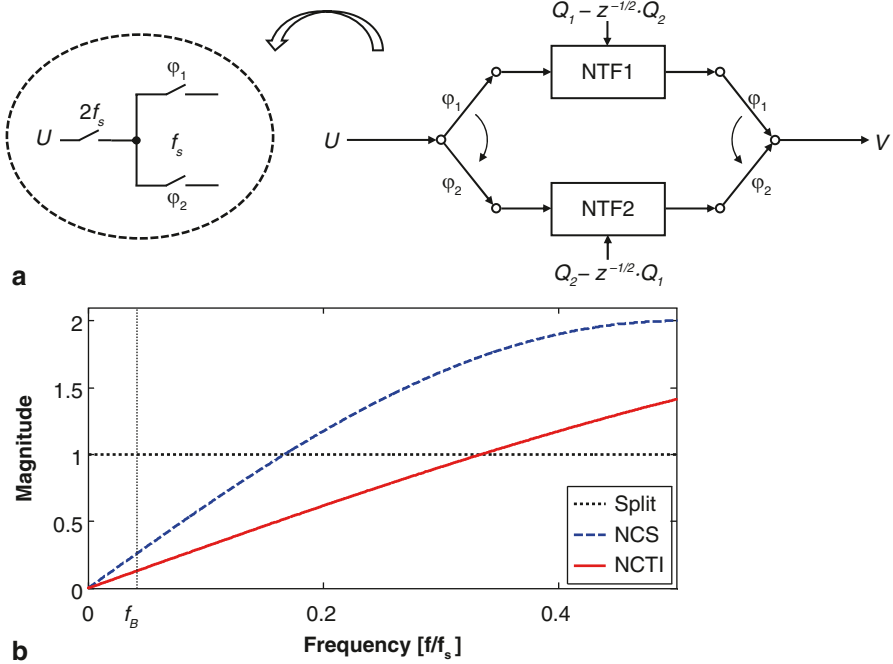 Q₁ – z⁻¹/²·Q₂
φ₁
2fₛ
U
fₛ
φ₂
NTF1
φ₁
φ₁
U
V
φ₂
φ₂
NTF2
Q₂ – z⁻¹/²·Q₁
a
2
1.5
1
0.5
0
Magnitude
Split
NCS
NCTI
0
f_B
0.2
0.4
Frequency [f/fₛ]
b